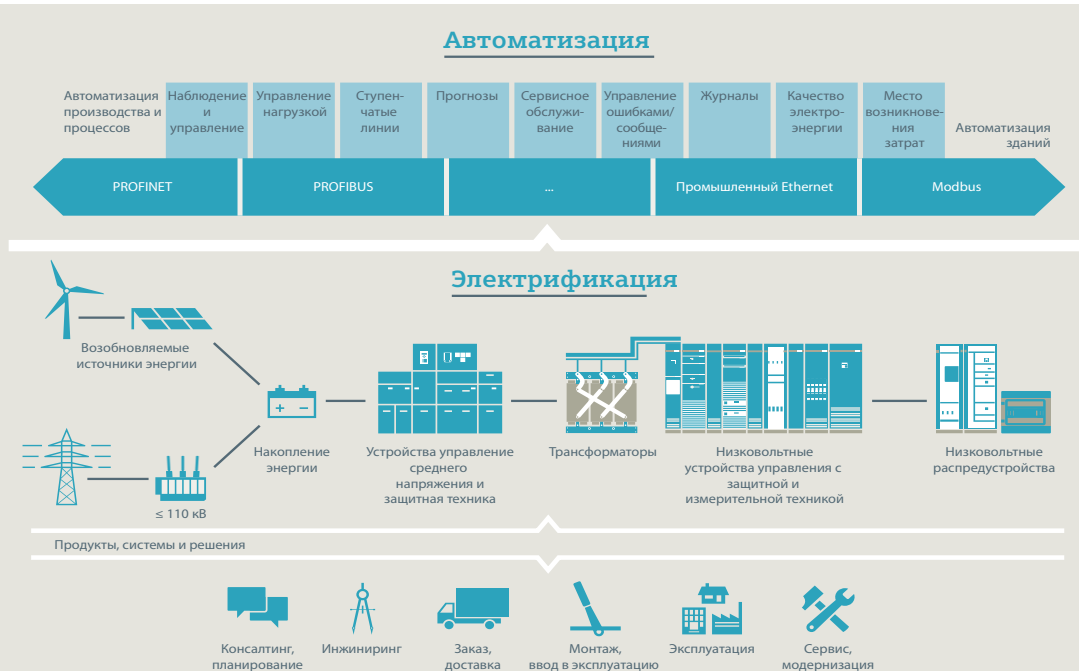 Автоматизация
Автоматизация
производства и
процессов
Наблюдение
и
управление
Управление
нагрузкой
Ступен-
чатые
линии
Прогнозы
Сервисное
обслужи-
вание
Управление
ошибками/
сообще-
ниями
Журналы
Качество
электро-
энергии
Место
возникнове-
ния
затрат
Автоматизация
зданий
PROFINET
PROFIBUS
...
Промышленный Ethernet
Modbus
Электрификация
Возобновляемые
источники энергии
≤ 110 кВ
Накопление
энергии
Устройства управление
среднего
напряжения и
защитная техника
Трансформаторы
Низковольтные
устройства управления с
защитной и
измерительной техникой
Низковольтные
распредустройства
Продукты, системы и решения
Консалтинг,
планирование
Инжиниринг
Заказ,
доставка
Монтаж,
ввод в эксплуатацию
Эксплуатация
Сервис,
модернизация